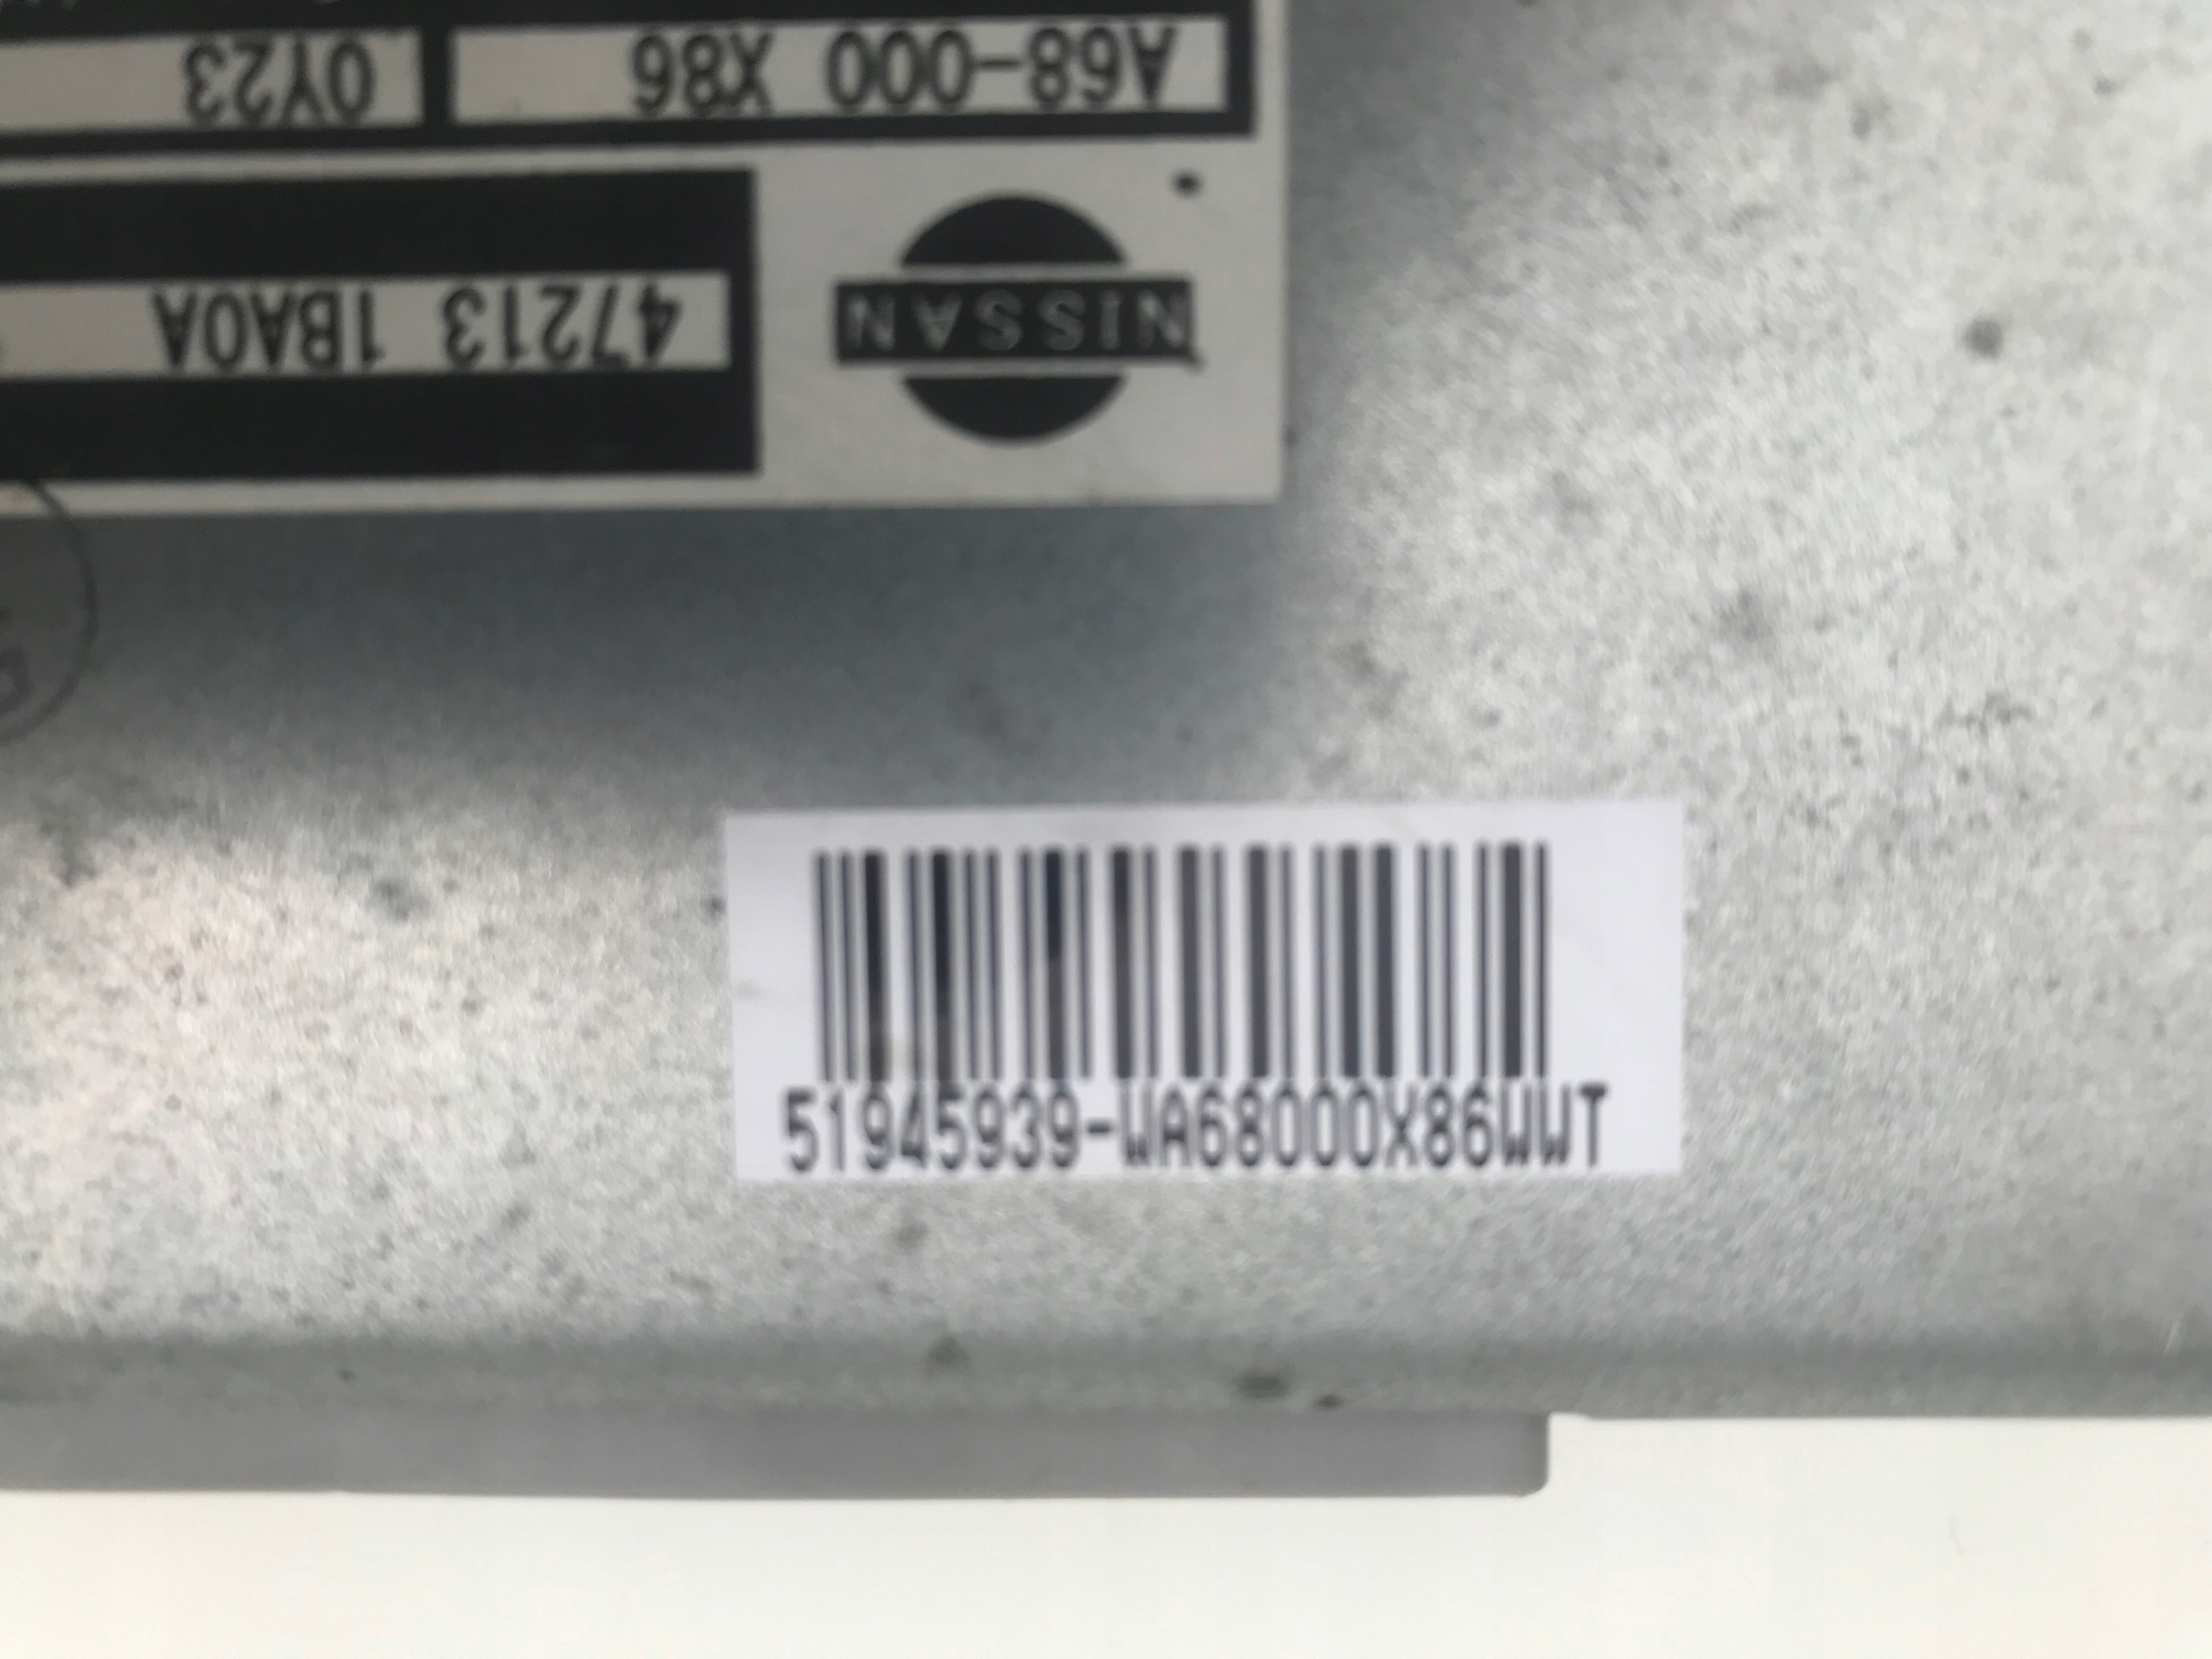 NISSAN
47213 1BA0A
A68-000 X86
0Y23
51945939-WA68000X86WWT